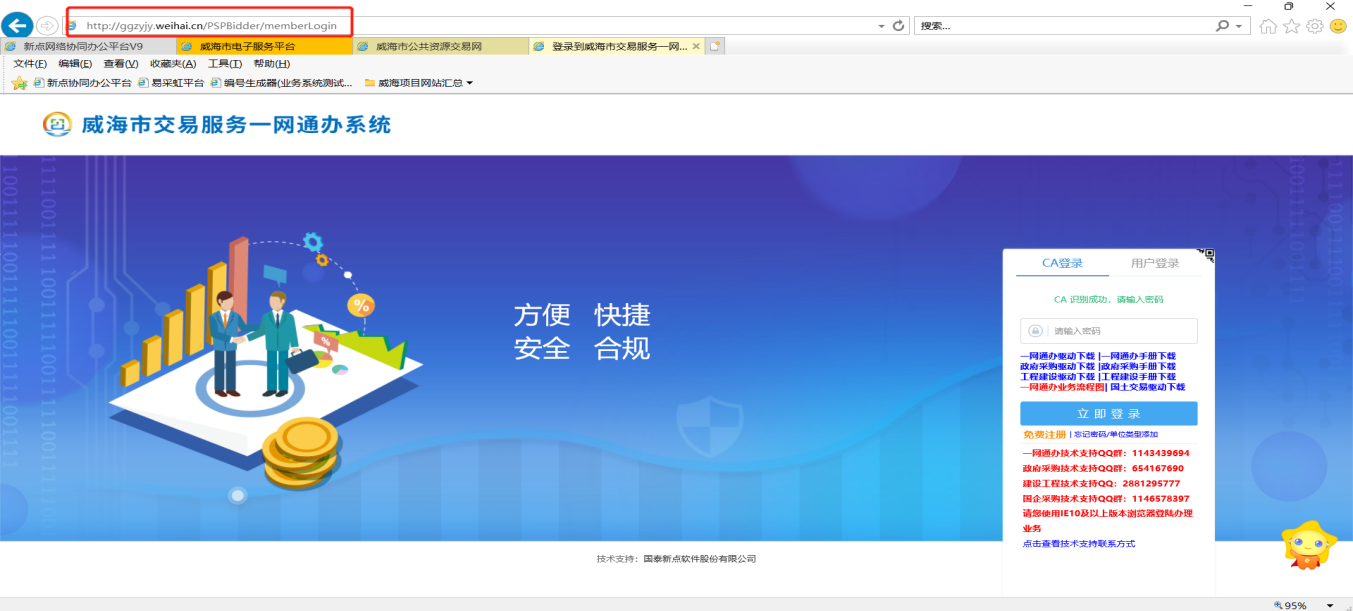 http://ggzyjy.weihai.cn/PSPBidder/memberLogin
搜索...
新点网络协同办公平台V9
威海市电子服务平台
威海市公共资源交易网
登录到威海市交易服务一网...
文件(F) 编辑(E) 查看(V) 收藏夹(A) 工具(T) 帮助(H)
新点协同办公平台 易采虹平台 编号生成器(业务系统测试... 威海项目网站汇总
威海市交易服务一网通办系统
方便 快捷
安全 合规
%
%
CA登录 用户登录
CA 识别成功，请输入密码
请输入密码
一网通办驱动下载 |一网通办手册下载
政府采购驱动下载 |政府采购手册下载
工程建设驱动下载 |工程建设手册下载
一网通办业务流程图| 国土交易驱动下载
立即登录
免费注册 | 忘记密码/单位类型添加
一网通办技术支持QQ群：1143439694
政府采购技术支持QQ群：654167690
建设工程技术支持QQ：2881295777
国企采购技术支持QQ群：1146578397
请您使用IE10及以上版本浏览器登陆办理
业务
点击查看技术支持联系方式
技术支持：国泰新点软件股份有限公司
95%